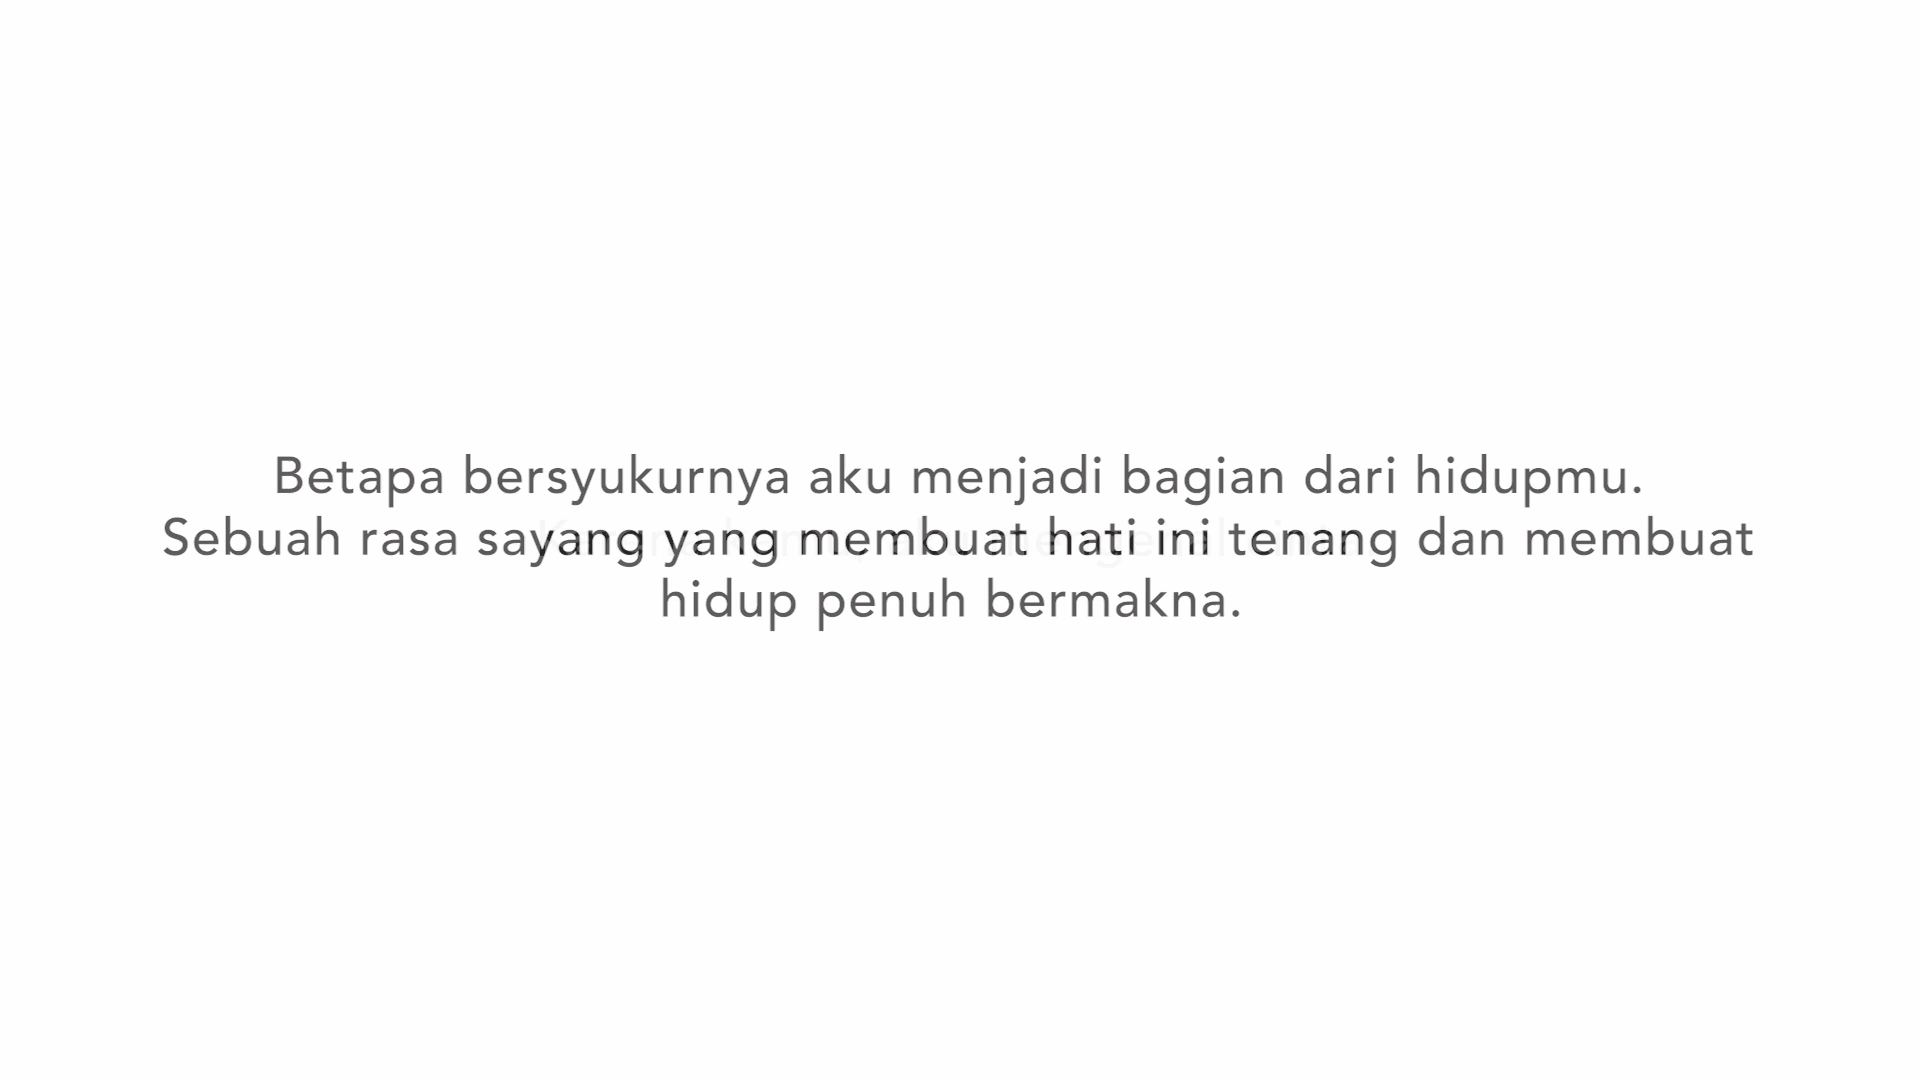 Betapa bersyukurnya aku menjadi bagian dari hidupmu.
Sebuah rasa sayang yang membuat hati ini tenang dan membuat
hidup penuh bermakna.